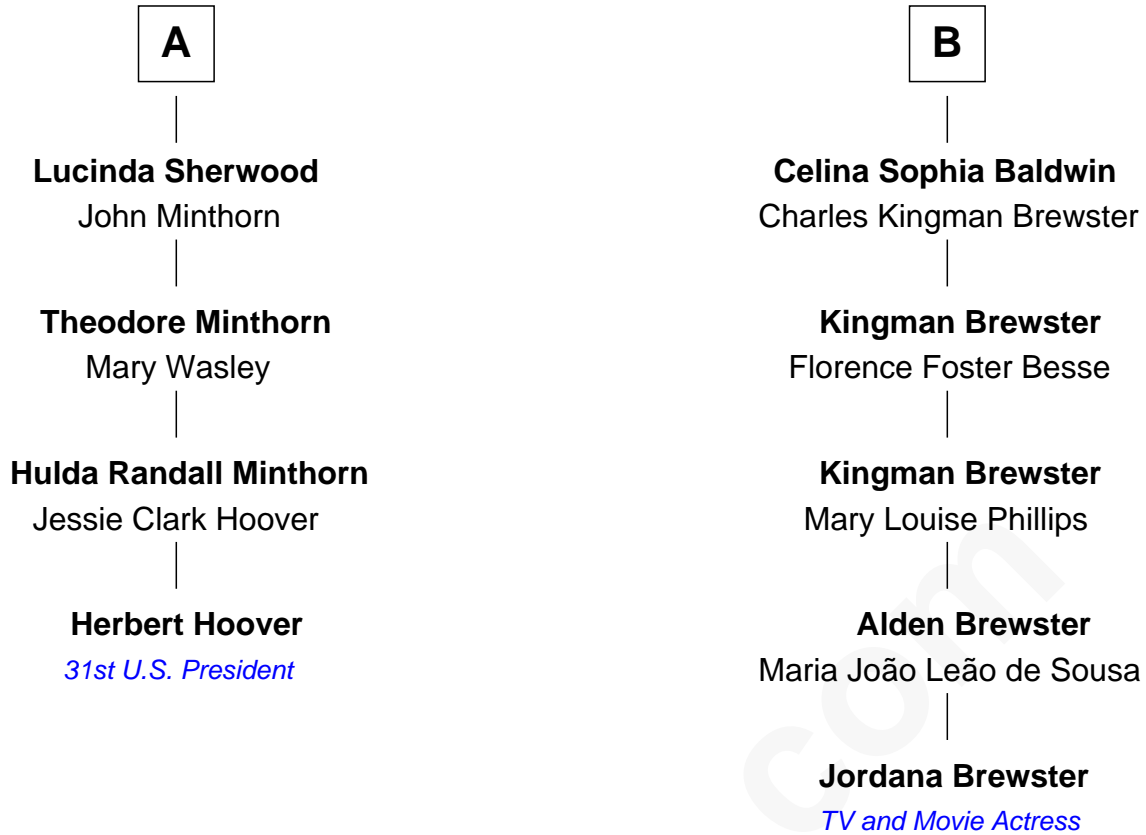 A
Lucinda Sherwood
John Minthorn
Theodore Minthorn
Mary Wasley
Hulda Randall Minthorn
Jessie Clark Hoover
Herbert Hoover
31st U.S. President
B
Celina Sophia Baldwin
Charles Kingman Brewster
Kingman Brewster
Florence Foster Besse
Kingman Brewster
Mary Louise Phillips
Alden Brewster
Maria João Leão de Sousa
Jordana Brewster
TV and Movie Actress
com